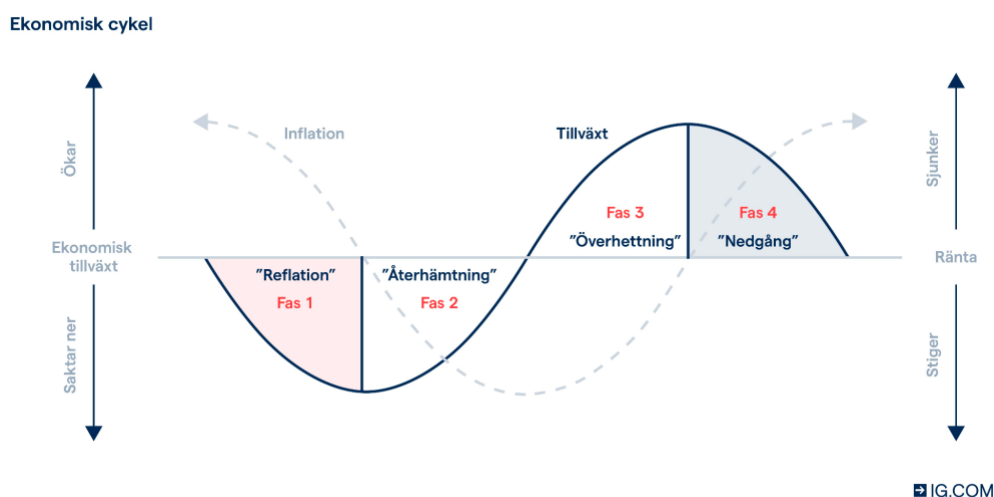 Ekonomisk cykel
Inflation
Tillväxt
Ökar
Sjunker
Fas 3
Fas 4
”Överhettning”
”Nedgång”
Ekonomisk
tillväxt
Ränta
”Reflation”
”Återhämtning”
Fas 1
Fas 2
Saktar ner
Stiger
IG.COM